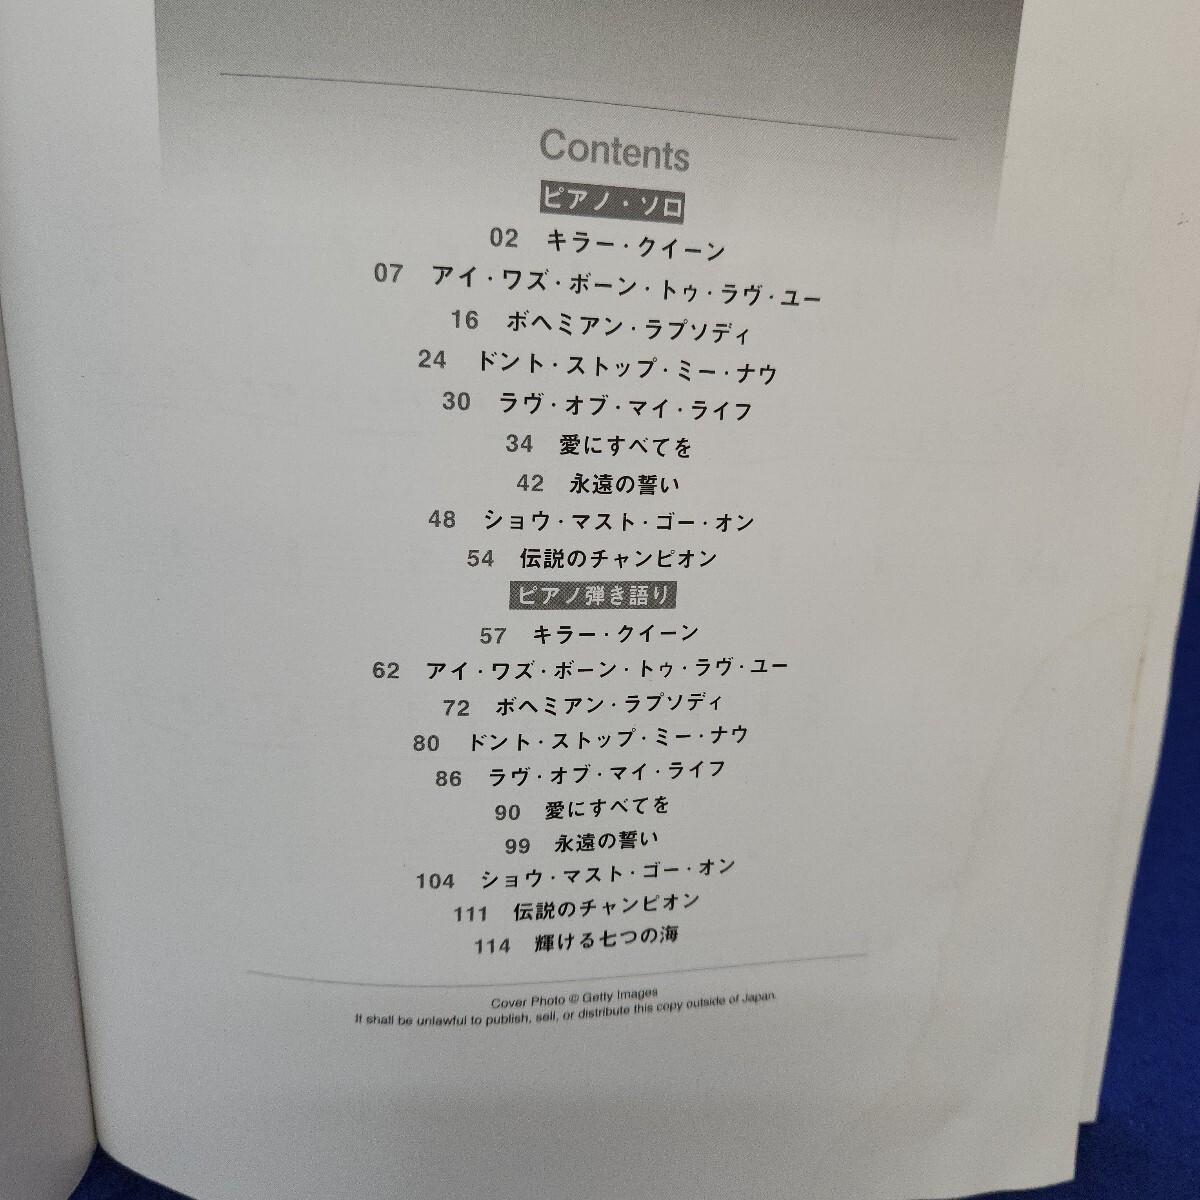 Contents
ピアノ・ソロ
02 キラー・クイーン
07 アイ・ワズ・ボーン・トゥ・ラヴ・ユー
16 ボヘミアン・ラプソディ
24 ドント・ストップ・ミー・ナウ
30 ラヴ・オブ・マイ・ライフ
34 愛にすべてを
42 永遠の誓い
48 ショウ・マスト・ゴー・オン
54 伝説のチャンピオン
ピアノ弾き語り
57 キラー・クイーン
62 アイ・ワズ・ボーン・トゥ・ラヴ・ユー
72 ボヘミアン・ラプソディ
80 ドント・ストップ・ミー・ナウ
86 ラヴ・オブ・マイ・ライフ
90 愛にすべてを
99 永遠の誓い
104 ショウ・マスト・ゴー・オン
111 伝説のチャンピオン
114 輝ける七つの海
Cover Photo © Getty Images
It shall be unlawful to publish, sell, or distribute this copy outside of Japan.